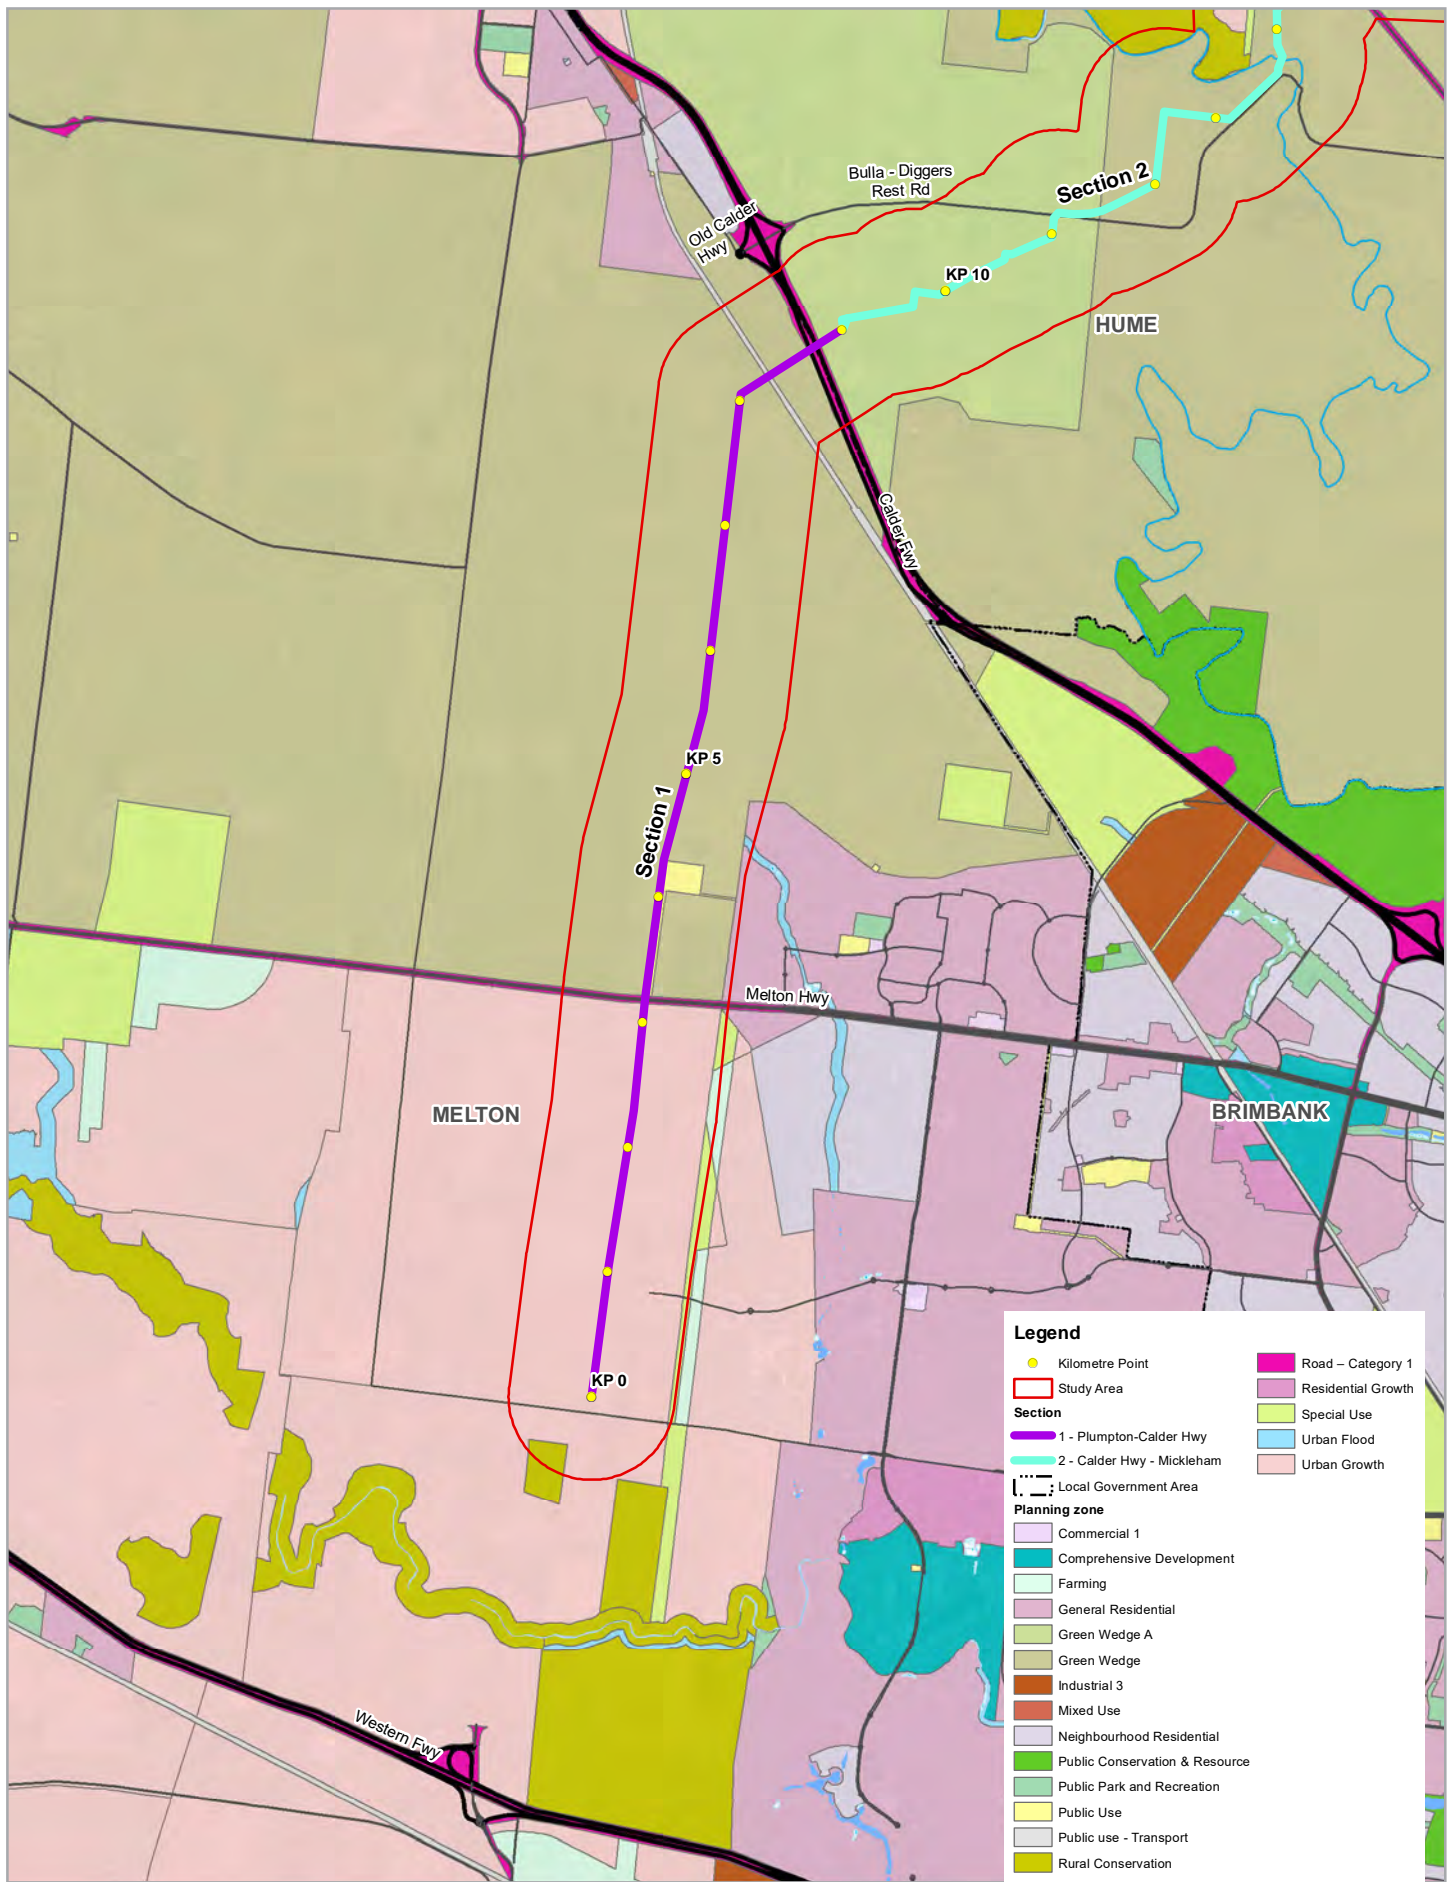 Bulla - Diggers
Rest Rd
Section 2
Old Calder
Hwy
KP 10
HUME
Calder Fwy
KP 5
Section 1
Melton Hwy
MELTON
BRIMBANK
KP 0
Western Fwy
Legend
Kilometre Point
Study Area
Section
1 - Plumpton-Calder Hwy
2 - Calder Hwy - Mickleham
Local Government Area
Planning zone
Commercial 1
Comprehensive Development
Farming
General Residential
Green Wedge A
Green Wedge
Industrial 3
Mixed Use
Neighbourhood Residential
Public Conservation & Resource
Public Park and Recreation
Public Use
Public use - Transport
Rural Conservation
Road – Category 1
Residential Growth
Special Use
Urban Flood
Urban Growth